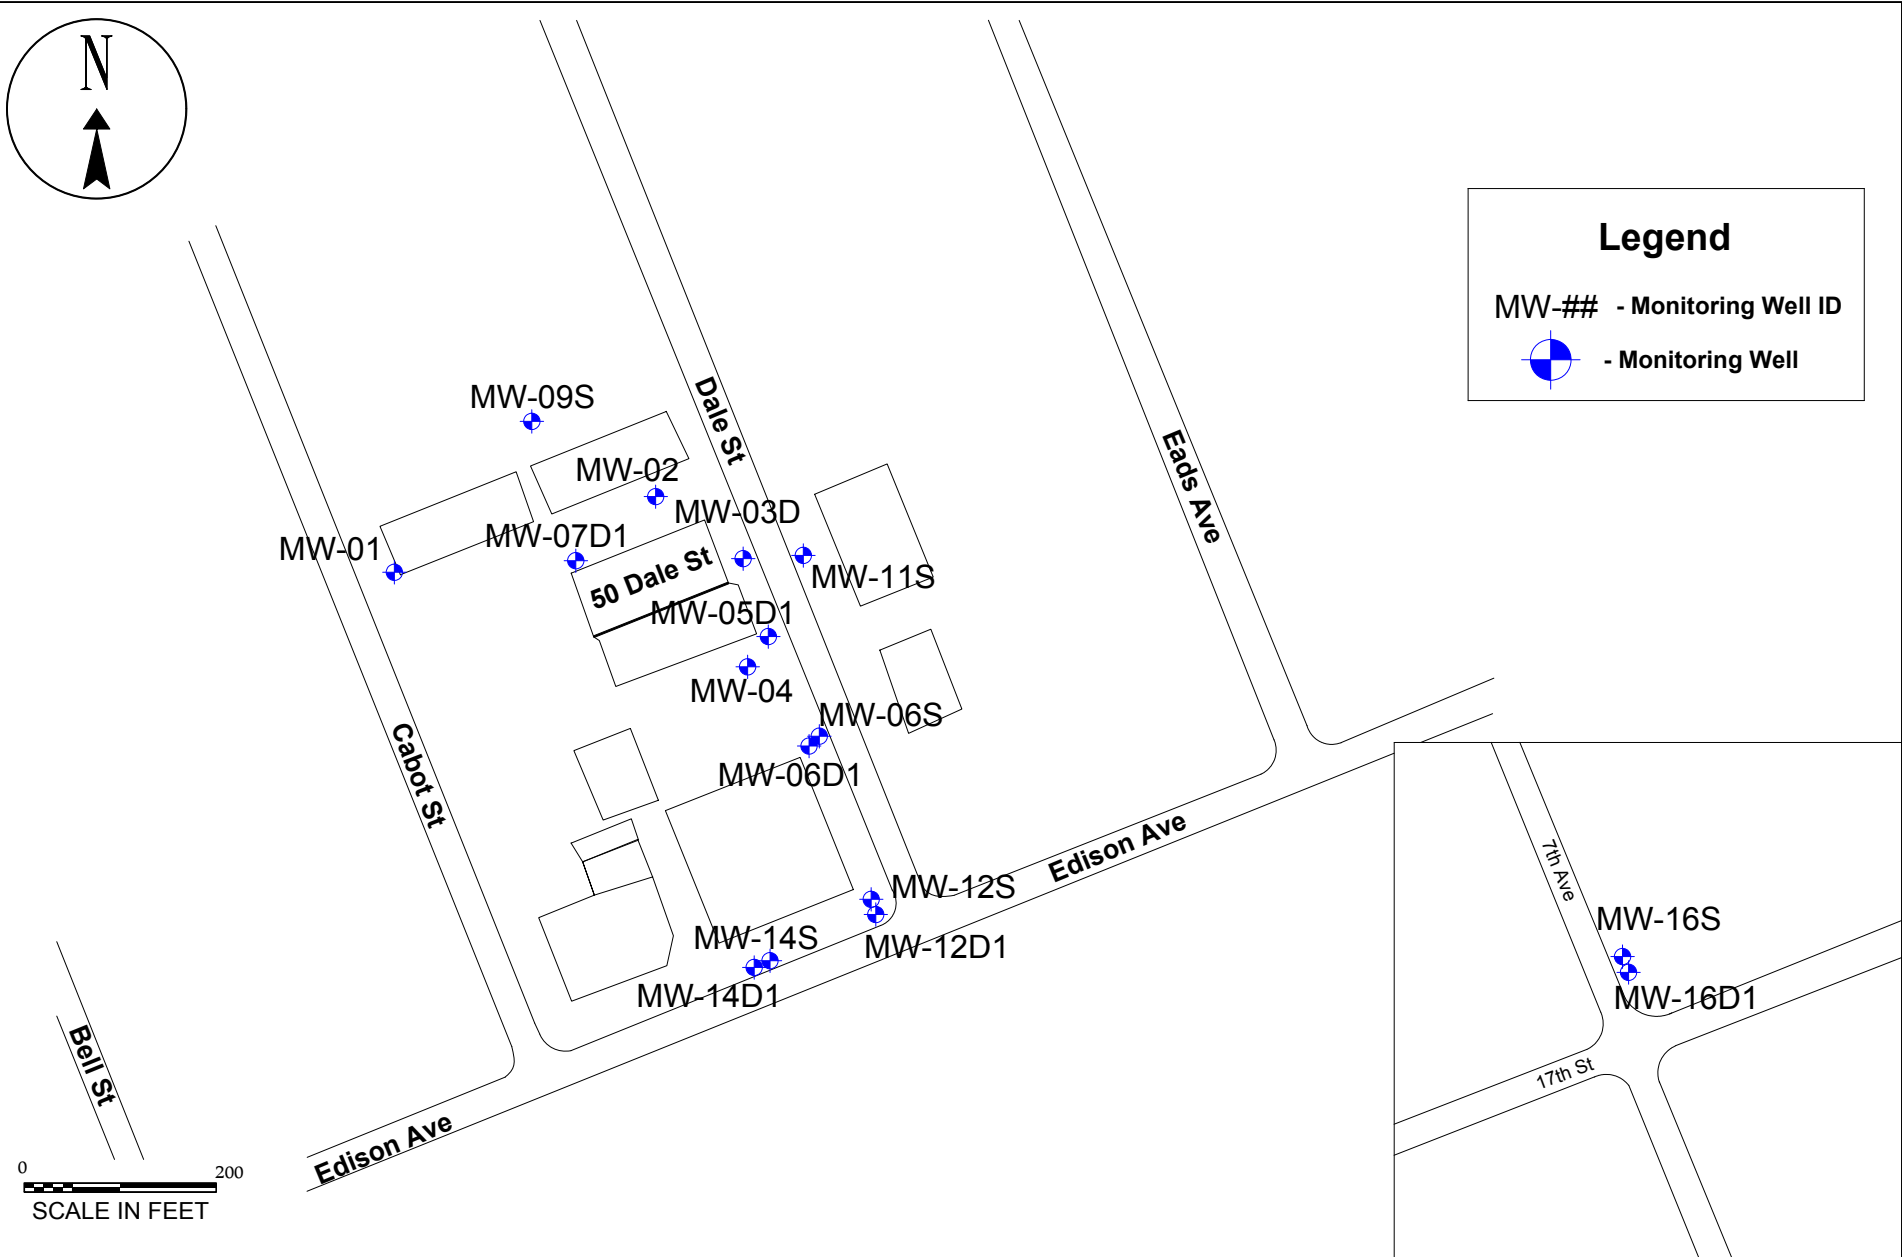 N
Legend
MW-## - Monitoring Well ID
- Monitoring Well
MW-09S
Dale St
MW-02
Eads Ave
MW-03D
MW-07D1
MW-01
50 Dale St
MW-11S
MW-05D1
MW-04
MW-06S
MW-06D1
Cabot St
Edison Ave
MW-12S
MW-12D1
MW-14S
MW-14D1
7th Ave
MW-16S
MW-16D1
17th St
Bell St
Edison Ave
0 200
SCALE IN FEET